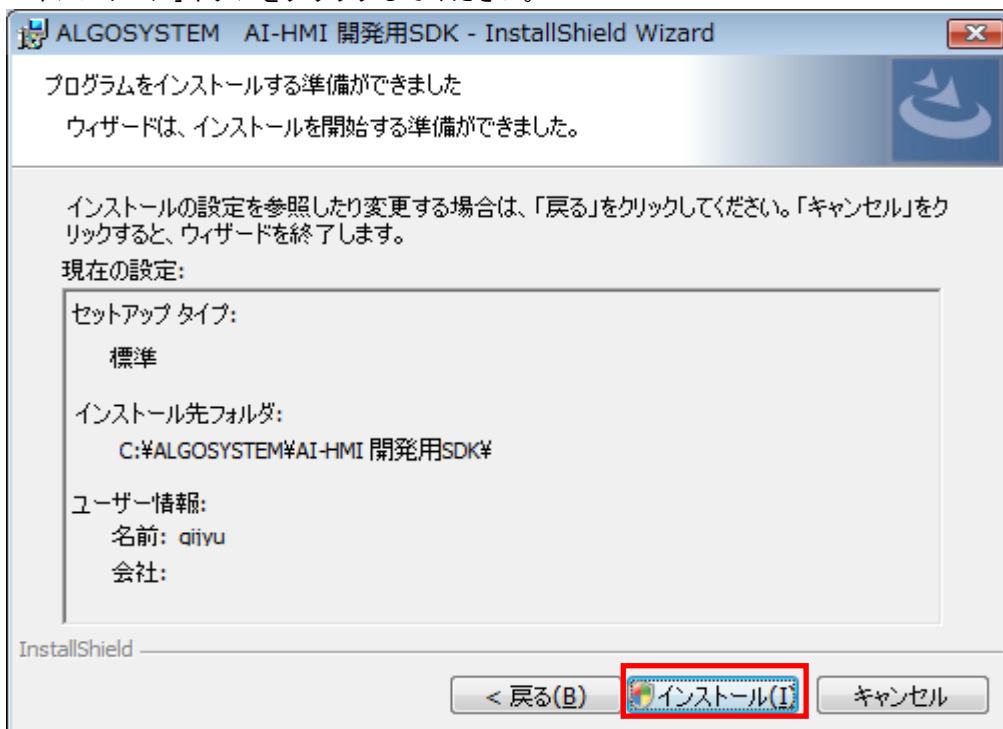 ALGOSYSTEM　AI-HMI 開発用SDK - InstallShield Wizard
プログラムをインストールする準備ができました
ウィザードは、インストールを開始する準備ができました。
インストールの設定を参照したり変更する場合は、「戻る」をクリックしてください。「キャンセル」をク
リックすると、ウィザードを終了します。
現在の設定:
セットアップ タイプ:
標準
インストール先フォルダ:
C:¥ALGOSYSTEM¥AI-HMI 開発用SDK¥
ユーザー情報:
名前: qijyu
会社:
InstallShield
< 戻る(B)
インストール(I)
キャンセル